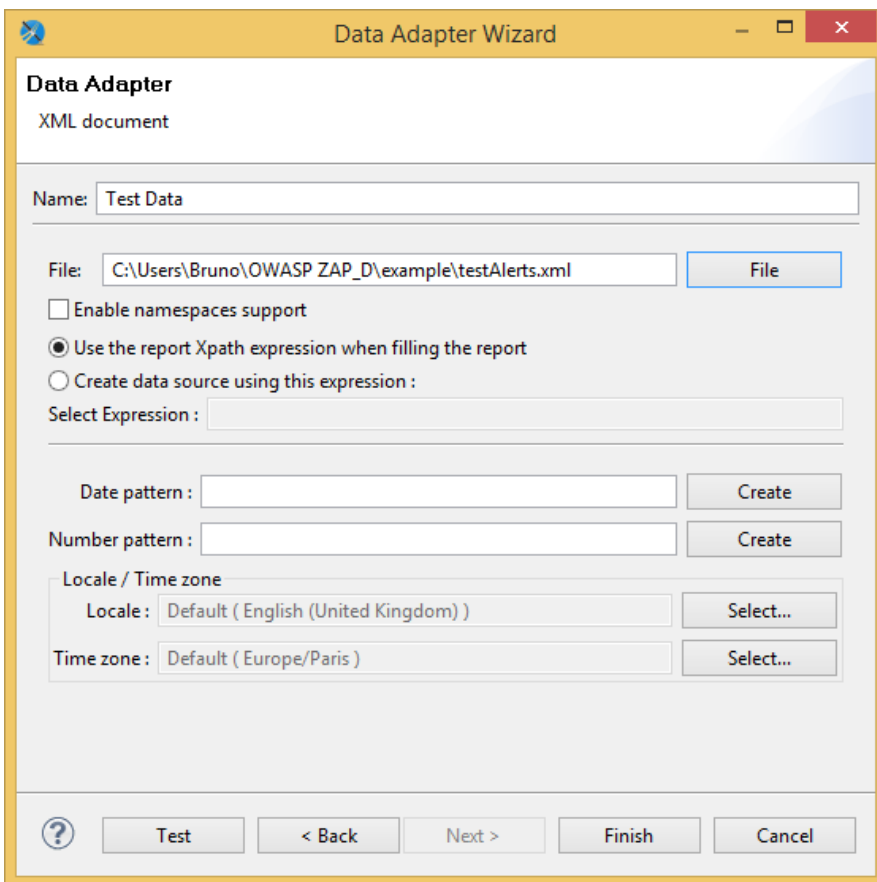 Data Adapter Wizard
Data Adapter
XML document
Name: Test Data
File: C:\Users\Bruno\OWASP ZAP_D\example\testAlerts.xml File
Enable namespaces support
Use the report Xpath expression when filling the report
Create data source using this expression :
Select Expression :
Date pattern : Create
Number pattern : Create
Locale / Time zone
Locale : Default ( English (United Kingdom) ) Select...
Time zone : Default ( Europe/Paris ) Select...
? Test < Back Next > Finish Cancel